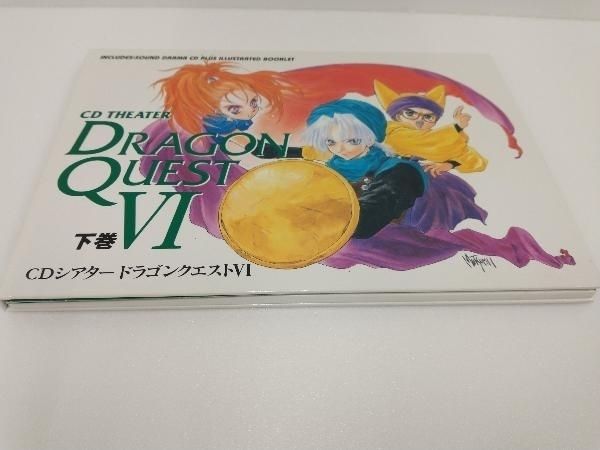 INCLUDES:SOUND DRAMA CD PLUS ILLUSTRATED BOOKLET
CD THEATER
DRAGON
QUEST
VI
下巻
CDシアター ドラゴンクエストVI